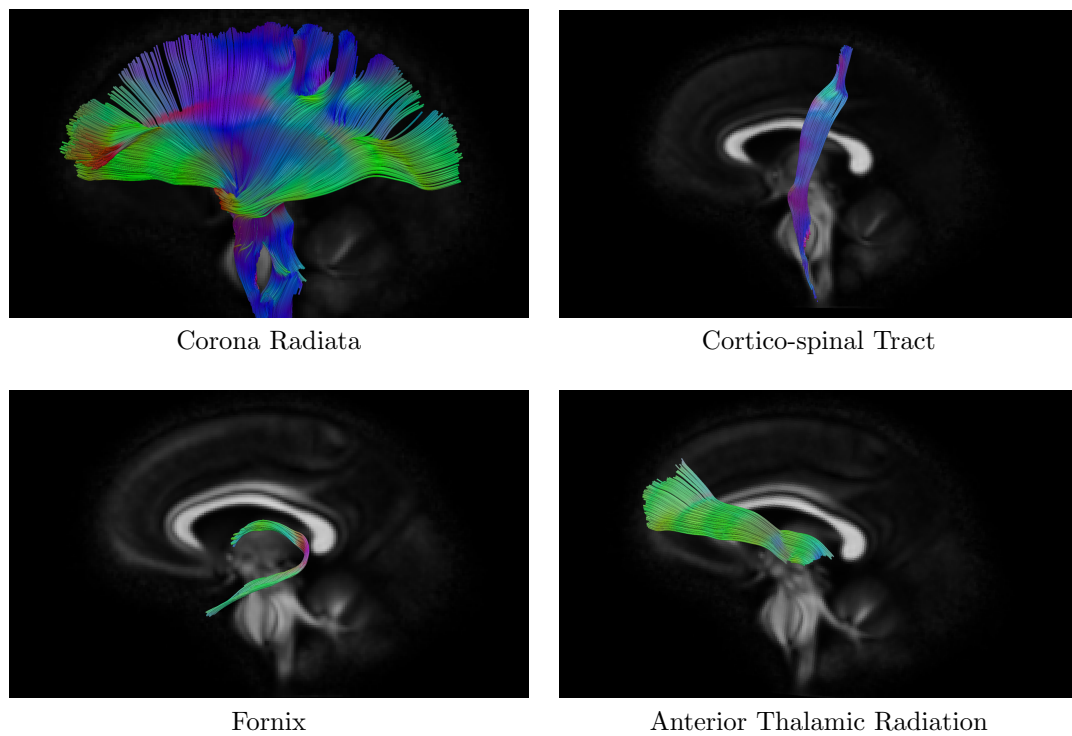 Corona Radiata
Cortico-spinal Tract
Fornix
Anterior Thalamic Radiation